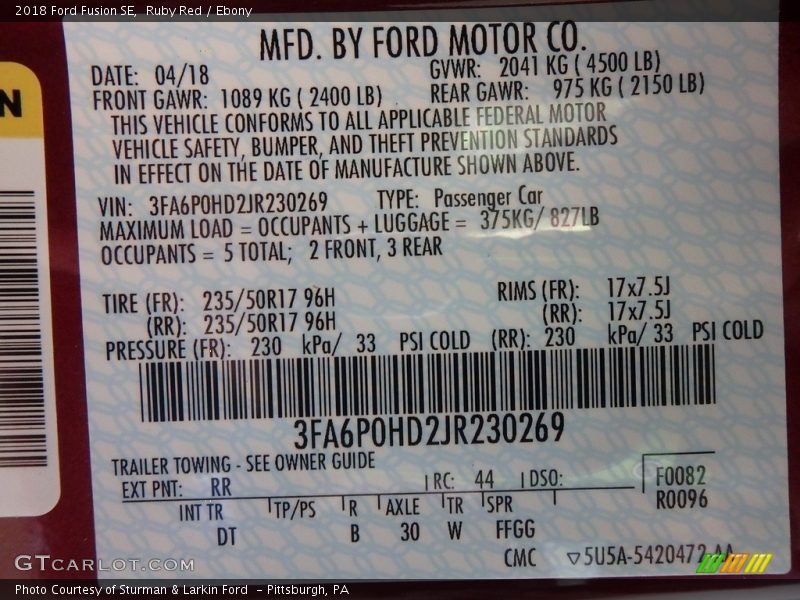 2018 Ford Fusion SE, Ruby Red / Ebony
MFD. BY FORD MOTOR CO.
DATE: 04/18 GVWR: 2041 KG ( 4500 LB)
FRONT GAWR: 1089 KG ( 2400 LB) REAR GAWR: 975 KG ( 2150 LB)
THIS VEHICLE CONFORMS TO ALL APPLICABLE FEDERAL MOTOR
VEHICLE SAFETY, BUMPER, AND THEFT PREVENTION STANDARDS
IN EFFECT ON THE DATE OF MANUFACTURE SHOWN ABOVE.
VIN: 3FA6P0HD2JR230269 TYPE: Passenger Car
MAXIMUM LOAD = OCCUPANTS + LUGGAGE = 375KG/ 827LB
OCCUPANTS = 5 TOTAL; 2 FRONT, 3 REAR
TIRE (FR): 235/50R17 96H RIMS (FR): 17x7.5J
(RR): 235/50R17 96H (RR): 17x7.5J
PRESSURE (FR): 230 kPa/ 33 PSI COLD (RR): 230 kPa/ 33 PSI COLD
3FA6P0HD2JR230269
TRAILER TOWING - SEE OWNER GUIDE
EXT PNT: RR RC: 44 DSO: F0082
R0096
INT TR TP/PS R AXLE TR SPR
DT B 30 W FFGG
CMC ▽5U5A-5420472-AA
N
GTCARLOT.COM
Photo Courtesy of Sturman & Larkin Ford - Pittsburgh, PA